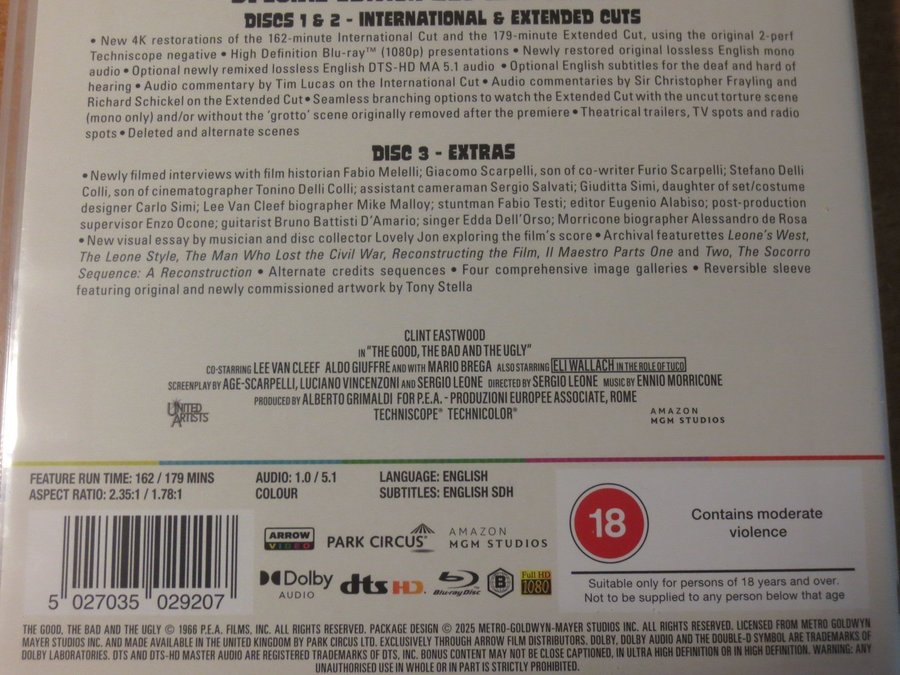 DISCS 1 & 2 - INTERNATIONAL & EXTENDED CUTS
• New 4K restorations of the 162-minute International Cut and the 179-minute Extended Cut, using the original 2-perf
Techniscope negative • High Definition Blu-ray™ (1080p) presentations • Newly restored original lossless English mono
audio • Optional newly remixed lossless English DTS-HD MA 5.1 audio • Optional English subtitles for the deaf and hard of
hearing • Audio commentary by Tim Lucas on the International Cut • Audio commentaries by Sir Christopher Frayling and
Richard Schickel on the Extended Cut • Seamless branching options to watch the Extended Cut with the uncut torture scene
(mono only) and/or without the 'grotto' scene originally removed after the premiere • Theatrical trailers, TV spots and radio
spots • Deleted and alternate scenes
DISC 3 - EXTRAS
• Newly filmed interviews with film historian Fabio Melelli; Giacomo Scarpelli, son of co-writer Furio Scarpelli; Stefano Delli
Colli, son of cinematographer Tonino Delli Colli; assistant cameraman Sergio Salvati; Giuditta Simi, daughter of set/costume
designer Carlo Simi; Lee Van Cleef biographer Mike Malloy; stuntman Fabio Testi; editor Eugenio Alabiso; post-production
supervisor Enzo Ocone; guitarist Bruno Battisti D'Amario; singer Edda Dell'Orso; Morricone biographer Alessandro de Rosa
• New visual essay by musician and disc collector Lovely Jon exploring the film's score • Archival featurettes Leone's West,
The Leone Style, The Man Who Lost the Civil War, Reconstructing the Film, Il Maestro Parts One and Two, The Socorro
Sequence: A Reconstruction • Alternate credits sequences • Four comprehensive image galleries • Reversible sleeve
featuring original and newly commissioned artwork by Tony Stella
CLINT EASTWOOD
IN "THE GOOD, THE BAD AND THE UGLY"
CO-STARRING LEE VAN CLEEF ALDO GIUFFRE AND WITH MARIO BREGA ALSO STARRING ELI WALLACH IN THE ROLE OF TUCO
SCREENPLAY BY AGE-SCARPELLI, LUCIANO VINCENZONI AND SERGIO LEONE DIRECTED BY SERGIO LEONE MUSIC BY ENNIO MORRICONE
PRODUCED BY ALBERTO GRIMALDI FOR P.E.A. - PRODUZIONI EUROPEE ASSOCIATE, ROME
TECHNISCOPE® TECHNICOLOR®
UNITED
ARTISTS
AMAZON
MGM STUDIOS
FEATURE RUN TIME: 162 / 179 MINS
ASPECT RATIO: 2.35:1 / 1.78:1
AUDIO: 1.0 / 5.1
COLOUR
LANGUAGE: ENGLISH
SUBTITLES: ENGLISH SDH
18
Contains moderate
violence
Suitable only for persons of 18 years and over.
Not to be supplied to any person below that age
5 027035 029207
ARROW
VIDEO
PARK CIRCUS
AMAZON
MGM STUDIOS
Dolby
AUDIO
dts HD
Blu-ray Disc
B
Full HD
1080
THE GOOD, THE BAD AND THE UGLY © 1966 P.E.A. FILMS, INC. ALL RIGHTS RESERVED. PACKAGE DESIGN © 2025 METRO-GOLDWYN-MAYER STUDIOS INC. ALL RIGHTS RESERVED. LICENSED FROM METRO GOLDWYN
MAYER STUDIOS INC. AND MADE AVAILABLE IN THE UNITED KINGDOM BY PARK CIRCUS LTD. EXCLUSIVELY THROUGH ARROW FILM DISTRIBUTORS. DOLBY, DOLBY AUDIO AND THE DOUBLE-D SYMBOL ARE TRADEMARKS OF
DOLBY LABORATORIES. DTS AND DTS-HD MASTER AUDIO ARE REGISTERED TRADEMARKS OF DTS, INC. BONUS CONTENT MAY NOT BE CLOSE CAPTIONED, IN ULTRA HIGH DEFINITION OR IN HIGH DEFINITION. WARNING: ANY
UNAUTHORISED USE IN WHOLE OR IN PART IS STRICTLY PROHIBITED.